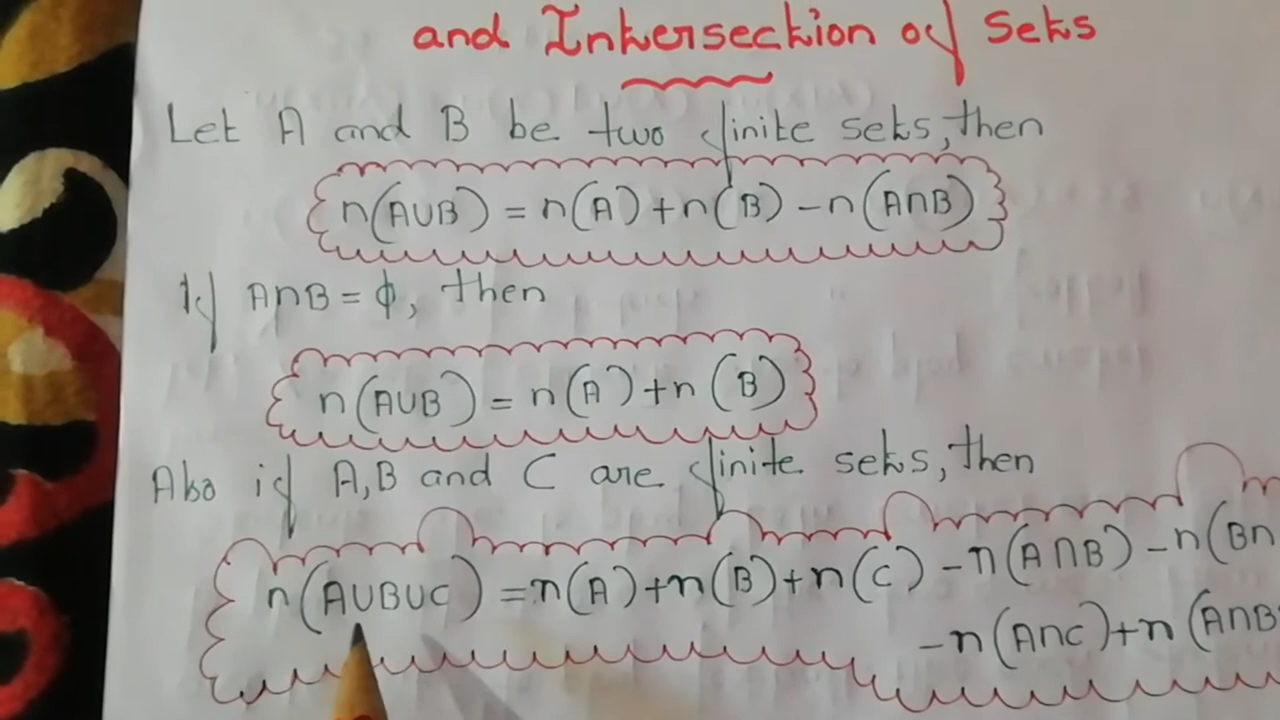 and Intersection of Sets
Let A and B be two finite sets, then
n(A∪B) = n(A) + n(B) - n(A∩B)
If A∩B = ϕ, then
n(A∪B) = n(A) + n(B)
Also if A, B and C are finite sets, then
n(A∪B∪C) = n(A) + n(B) + n(C) - n(A∩B) - n(B∩
- n(A∩C) + n(A∩B